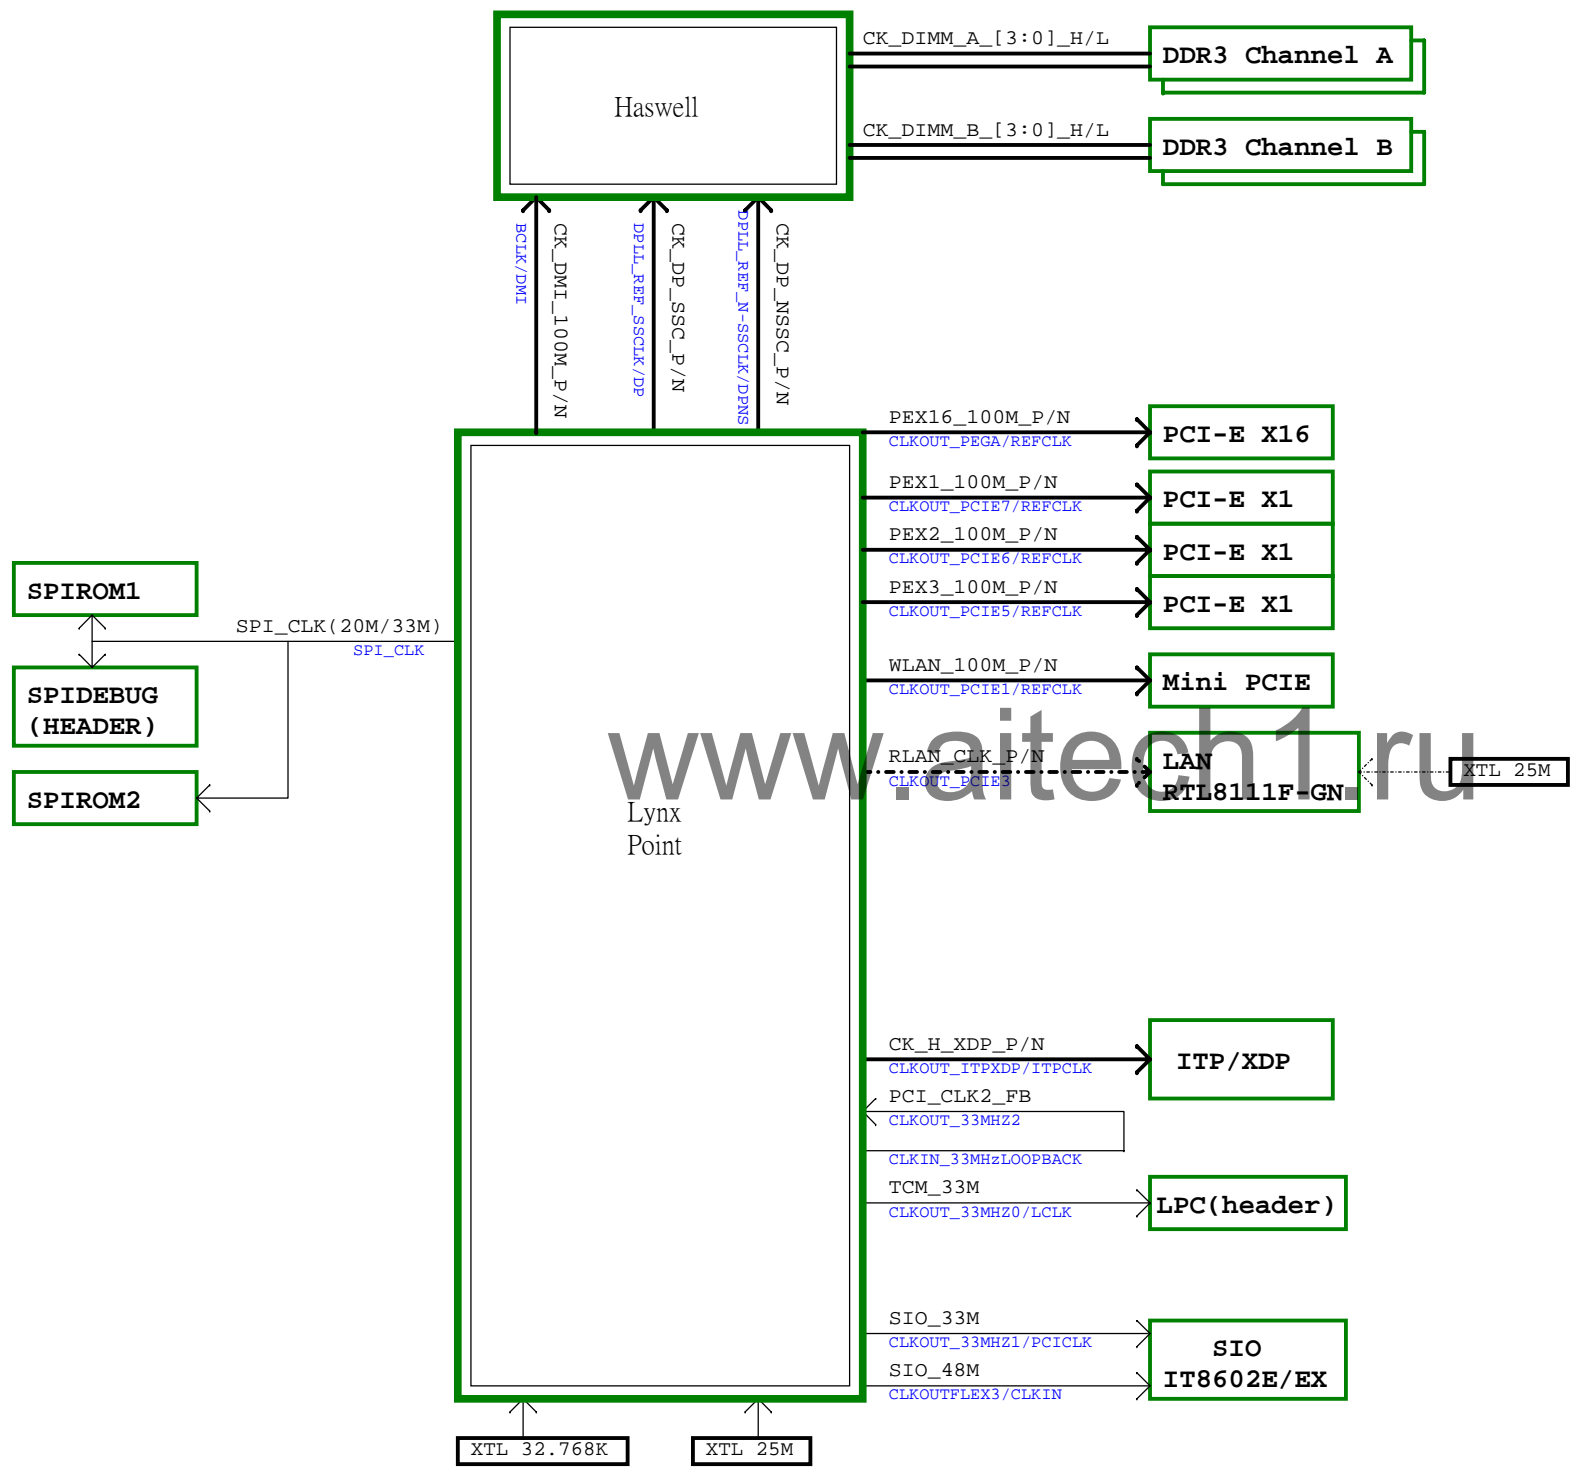 Haswell
CK_DIMM_A_[3:0]_H/L
DDR3 Channel A
CK_DIMM_B_[3:0]_H/L
DDR3 Channel B
BCLK/DMI
CK_DMI_100M_P/N
DPLL_REF_SSCLK/DP
CK_DP_SSC_P/N
DPLL_REF_N-SSCLK/DPNS
CK_DP_NSSC_P/N
PEX16_100M_P/N
CLKOUT_PEGA/REFCLK
PCI-E X16
PEX1_100M_P/N
CLKOUT_PCIE7/REFCLK
PCI-E X1
PEX2_100M_P/N
CLKOUT_PCIE6/REFCLK
PCI-E X1
PEX3_100M_P/N
CLKOUT_PCIE5/REFCLK
PCI-E X1
SPIROM1
SPI_CLK(20M/33M)
SPI_CLK
SPIDEBUG
(HEADER)
SPIROM2
WLAN_100M_P/N
CLKOUT_PCIE1/REFCLK
Mini PCIE
www.aitech1.ru
RLAN_CLK_P/N
CLKOUT_PCIE3
LAN
RTL8111F-GN
XTL 25M
Lynx
Point
CK_H_XDP_P/N
CLKOUT_ITPXDP/ITPCLK
ITP/XDP
PCI_CLK2_FB
CLKOUT_33MHZ2
CLKIN_33MHzLOOPBACK
TCM_33M
CLKOUT_33MHZ0/LCLK
LPC(header)
SIO_33M
CLKOUT_33MHZ1/PCICLK
SIO_48M
CLKOUTFLEX3/CLKIN
SIO
IT8602E/EX
XTL 32.768K
XTL 25M